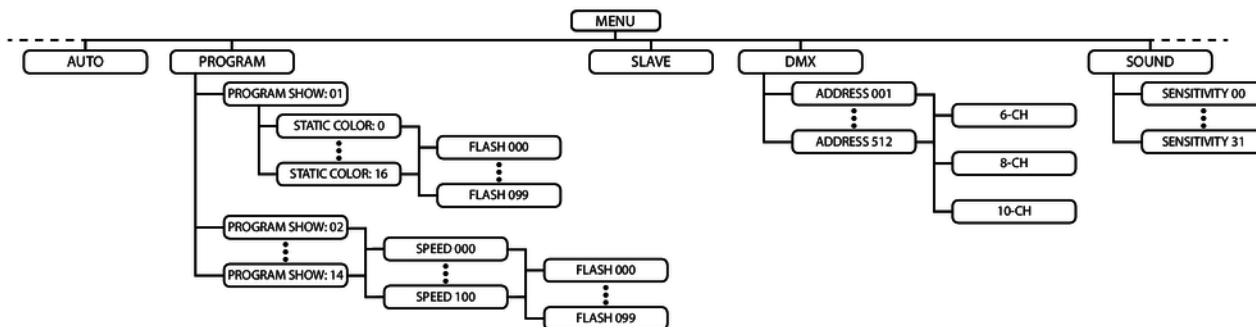 MENU
AUTO
PROGRAM
SLAVE
DMX
SOUND
PROGRAM SHOW: 01
STATIC COLOR: 0
STATIC COLOR: 16
FLASH 000
FLASH 099
PROGRAM SHOW: 02
PROGRAM SHOW: 14
SPEED 000
SPEED 100
FLASH 000
FLASH 099
ADDRESS 001
ADDRESS 512
6-CH
8-CH
10-CH
SENSITIVITY 00
SENSITIVITY 31